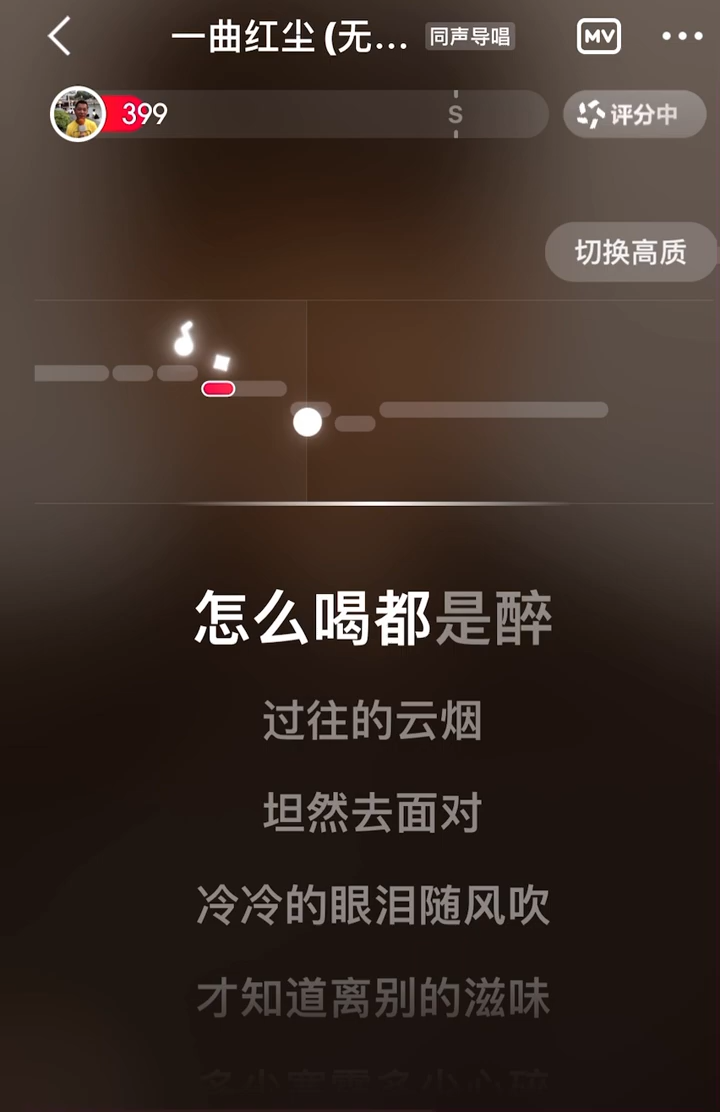 一曲红尘 (无... 同声导唱 MV
399 S 评分中
切换高质
怎么喝都是醉
过往的云烟
坦然去面对
冷冷的眼泪随风吹
才知道离别的滋味